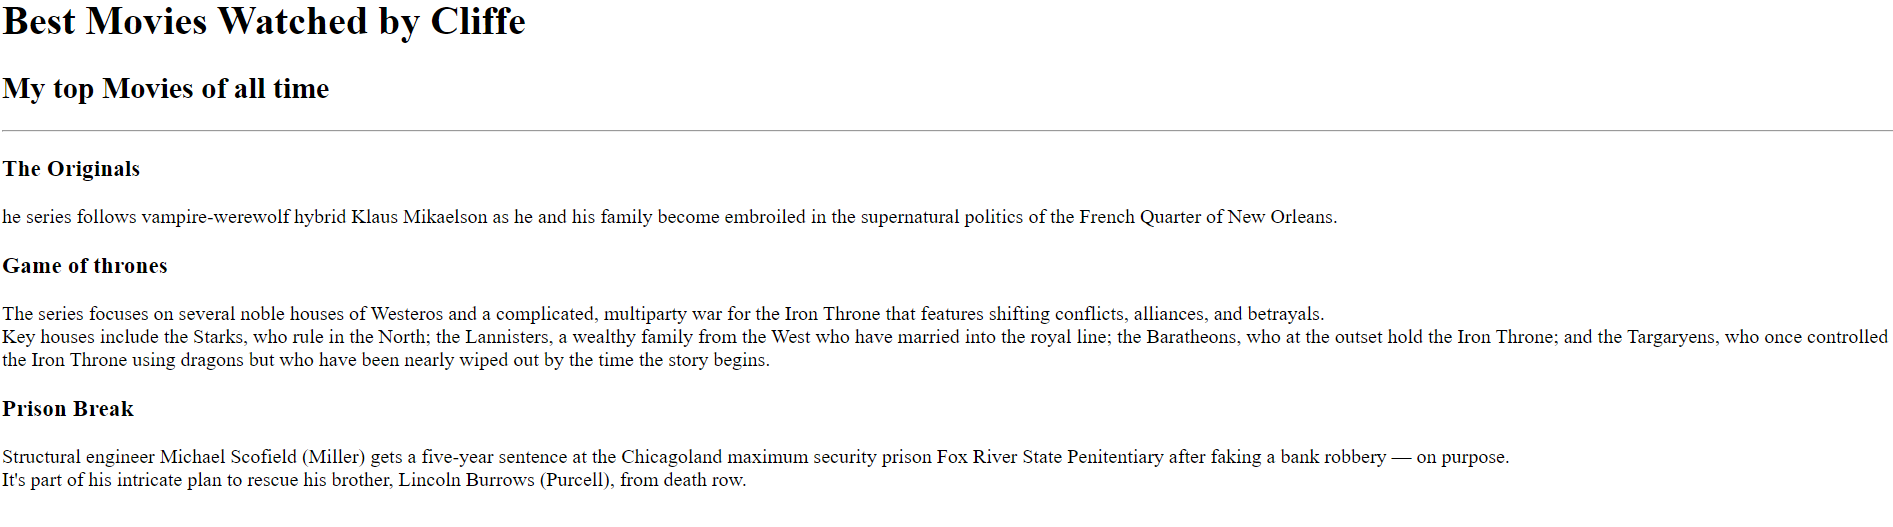 Best Movies Watched by Cliffe
My top Movies of all time
The Originals
he series follows vampire-werewolf hybrid Klaus Mikaelson as he and his family become embroiled in the supernatural politics of the French Quarter of New Orleans.
Game of thrones
The series focuses on several noble houses of Westeros and a complicated, multiparty war for the Iron Throne that features shifting conflicts, alliances, and betrayals.
Key houses include the Starks, who rule in the North; the Lannisters, a wealthy family from the West who have married into the royal line; the Baratheons, who at the outset hold the Iron Throne; and the Targaryens, who once controlled
the Iron Throne using dragons but who have been nearly wiped out by the time the story begins.
Prison Break
Structural engineer Michael Scofield (Miller) gets a five-year sentence at the Chicagoland maximum security prison Fox River State Penitentiary after faking a bank robbery — on purpose.
It's part of his intricate plan to rescue his brother, Lincoln Burrows (Purcell), from death row.